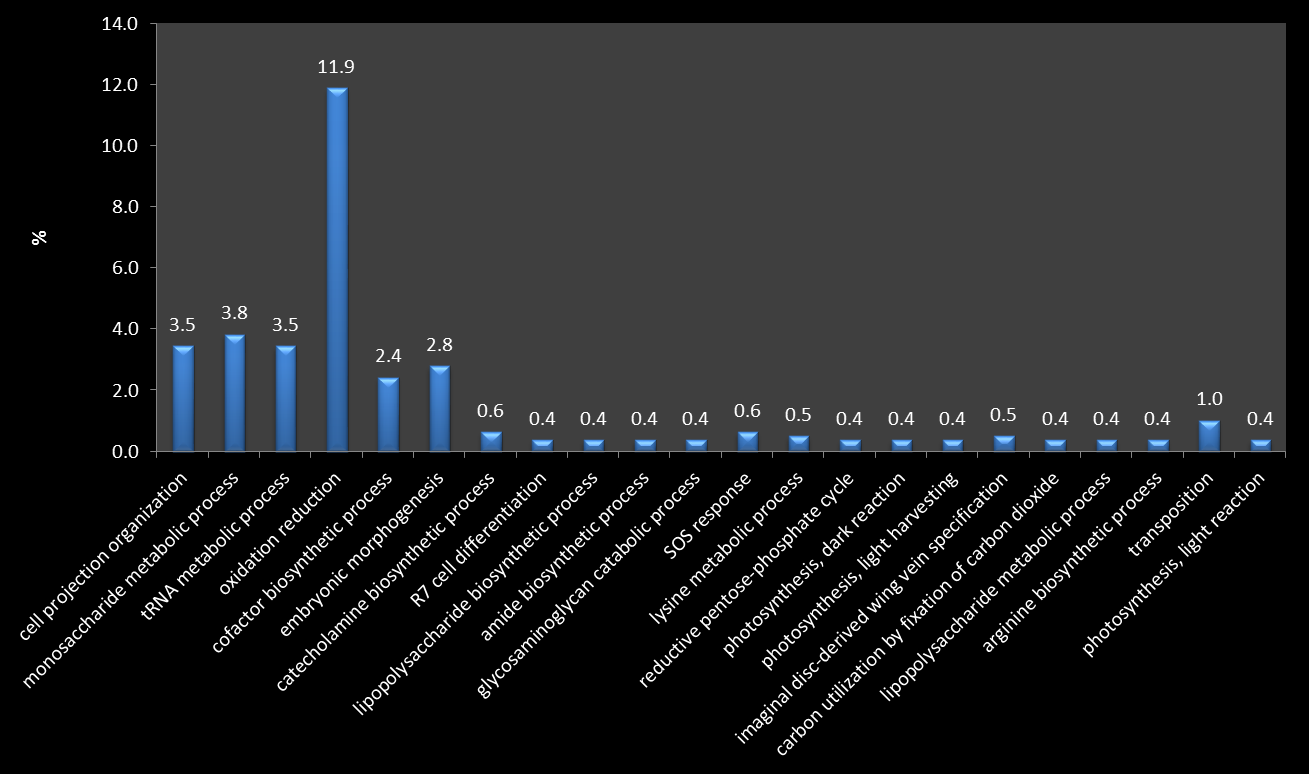 14.0
12.0
10.0
8.0
6.0
4.0
2.0
0.0
%
3.5
3.8
3.5
11.9
2.4
2.8
0.6
0.4
0.4
0.4
0.4
0.6
0.5
0.4
0.4
0.4
0.5
0.4
0.4
0.4
1.0
0.4
cell projection organization
monosaccharide metabolic process
tRNA metabolic process
oxidation reduction
cofactor biosynthetic process
embryonic morphogenesis
catecholamine biosynthetic process
R7 cell differentiation
lipopolysaccharide biosynthetic process
amide biosynthetic process
glycosaminoglycan catabolic process
SOS response
lysine metabolic process
reductive pentose-phosphate cycle
photosynthesis, dark reaction
photosynthesis, light harvesting
imaginal disc-derived wing vein specification
carbon utilization by fixation of carbon dioxide
lipopolysaccharide metabolic process
arginine biosynthetic process
transposition
photosynthesis, light reaction